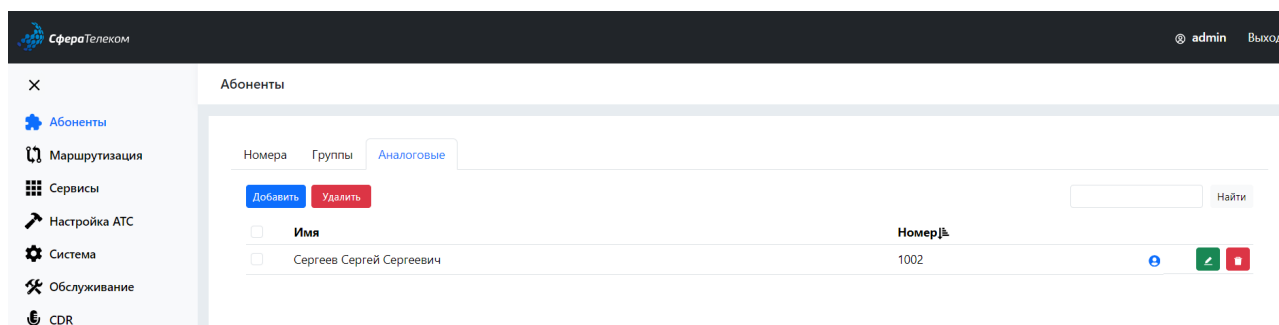 СфераТелеком
admin Выход
Абоненты
Абоненты
Маршрутизация
Номера Группы Аналоговые
Сервисы
Добавить Удалить Найти
Настройка АТС
Имя Номер
Система
Сергеев Сергей Сергеевич 1002
Обслуживание
CDR